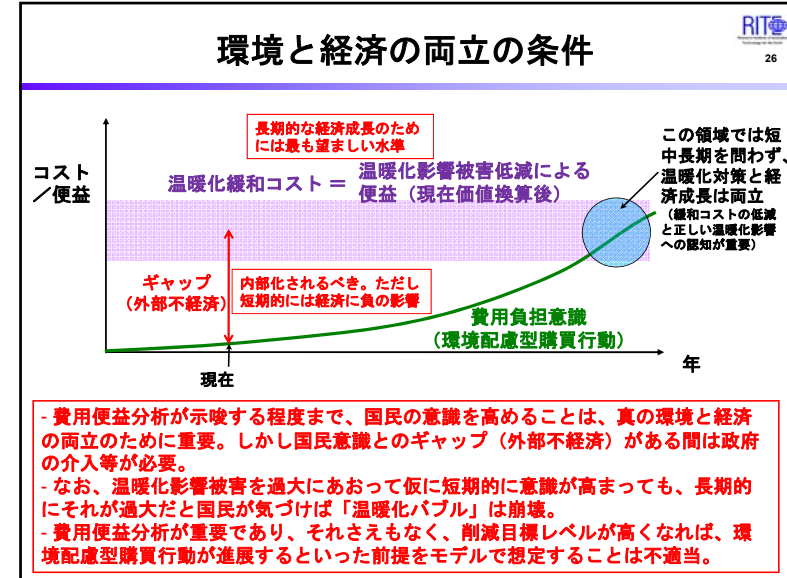 環境と経済の両立の条件
RITE
Research Institute of Innovative
Technology for the Earth
26
長期的な経済成長のため
には最も望ましい水準
コスト
／便益
温暖化緩和コスト＝
温暖化影響被害低減による
便益（現在価値換算後）
この領域では短
中長期を問わず、
温暖化対策と経
済成長は両立
（緩和コストの低減
と正しい温暖化影響
への認知が重要）
ギャップ
（外部不経済）
内部化されるべき。ただし
短期的には経済に負の影響
費用負担意識
（環境配慮型購買行動）
年
現在
- 費用便益分析が示唆する程度まで、国民の意識を高めることは、真の環境と経済
の両立のために重要。しかし国民意識とのギャップ（外部不経済）がある間は政府
の介入等が必要。
- なお、温暖化影響被害を過大にあおって仮に短期的に意識が高まっても、長期的
にそれが過大だと国民が気づけば「温暖化バブル」は崩壊。
- 費用便益分析が重要であり、それさえもなく、削減目標レベルが高くなれば、環
境配慮型購買行動が進展するといった前提をモデルで想定することは不適当。